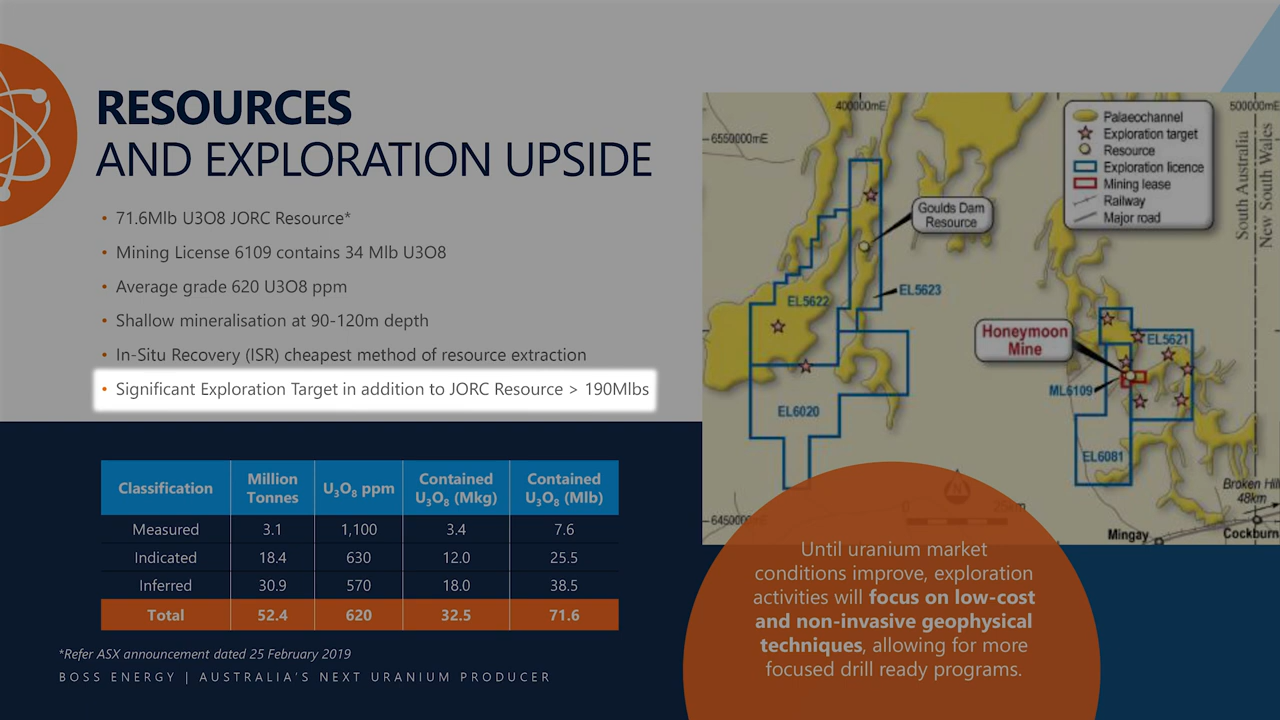 RESOURCES
AND EXPLORATION UPSIDE
• 71.6Mlb U3O8 JORC Resource*
• Mining License 6109 contains 34 Mlb U3O8
• Average grade 620 U3O8 ppm
• Shallow mineralisation at 90-120m depth
• In-Situ Recovery (ISR) cheapest method of resource extraction
• Significant Exploration Target in addition to JORC Resource > 190Mlbs
Classification Million Tonnes U₃O₈ ppm Contained U₃O₈ (Mkg) Contained U₃O₈ (Mlb)
Measured 3.1 1,100 3.4 7.6
Indicated 18.4 630 12.0 25.5
Inferred 30.9 570 18.0 38.5
Total 52.4 620 32.5 71.6
*Refer ASX announcement dated 25 February 2019
BOSS ENERGY | AUSTRALIA'S NEXT URANIUM PRODUCER
400000mE
500000mE
6550000mE
Palaeochannel
Exploration target
Resource
Exploration licence
Mining lease
Railway
Major road
South Australia
New South Wales
Goulds Dam
Resource
EL5622
EL5623
Honeymoon
Mine
EL5621
ML6109
EL6020
EL6081
Broken Hill
48km
N
0 25km
6450000mE
Mingay
Cockburn
Until uranium market
conditions improve, exploration
activities will focus on low-cost
and non-invasive geophysical
techniques, allowing for more
focused drill ready programs.